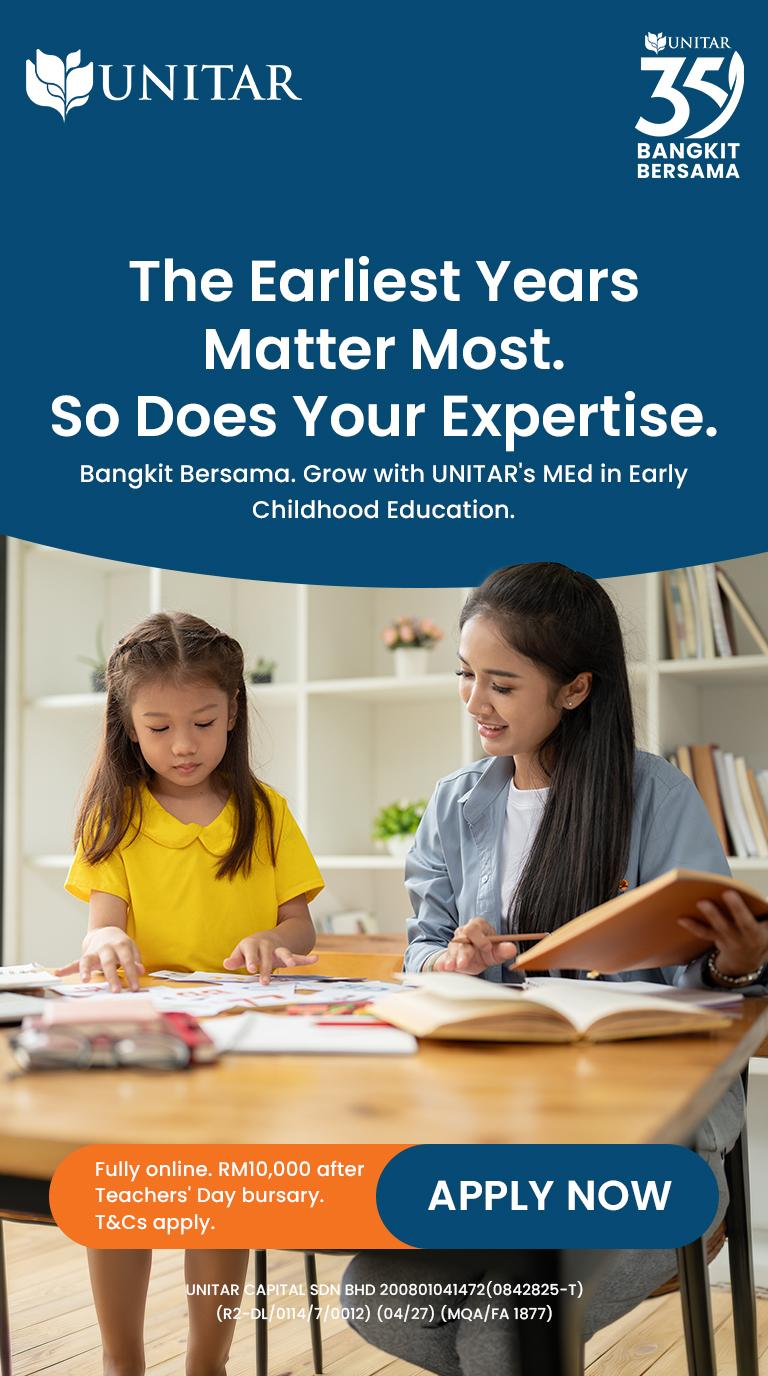 UNITAR
UNITAR
35
BANGKIT
BERSAMA
The Earliest Years
Matter Most.
So Does Your Expertise.
Bangkit Bersama. Grow with UNITAR's MEd in Early
Childhood Education.
Fully online. RM10,000 after
Teachers' Day bursary.
T&Cs apply.
APPLY NOW
UNITAR CAPITAL SDN BHD 200801041472(0842825-T)
(R2-DL/0114/7/0012) (04/27) (MQA/FA 1877)